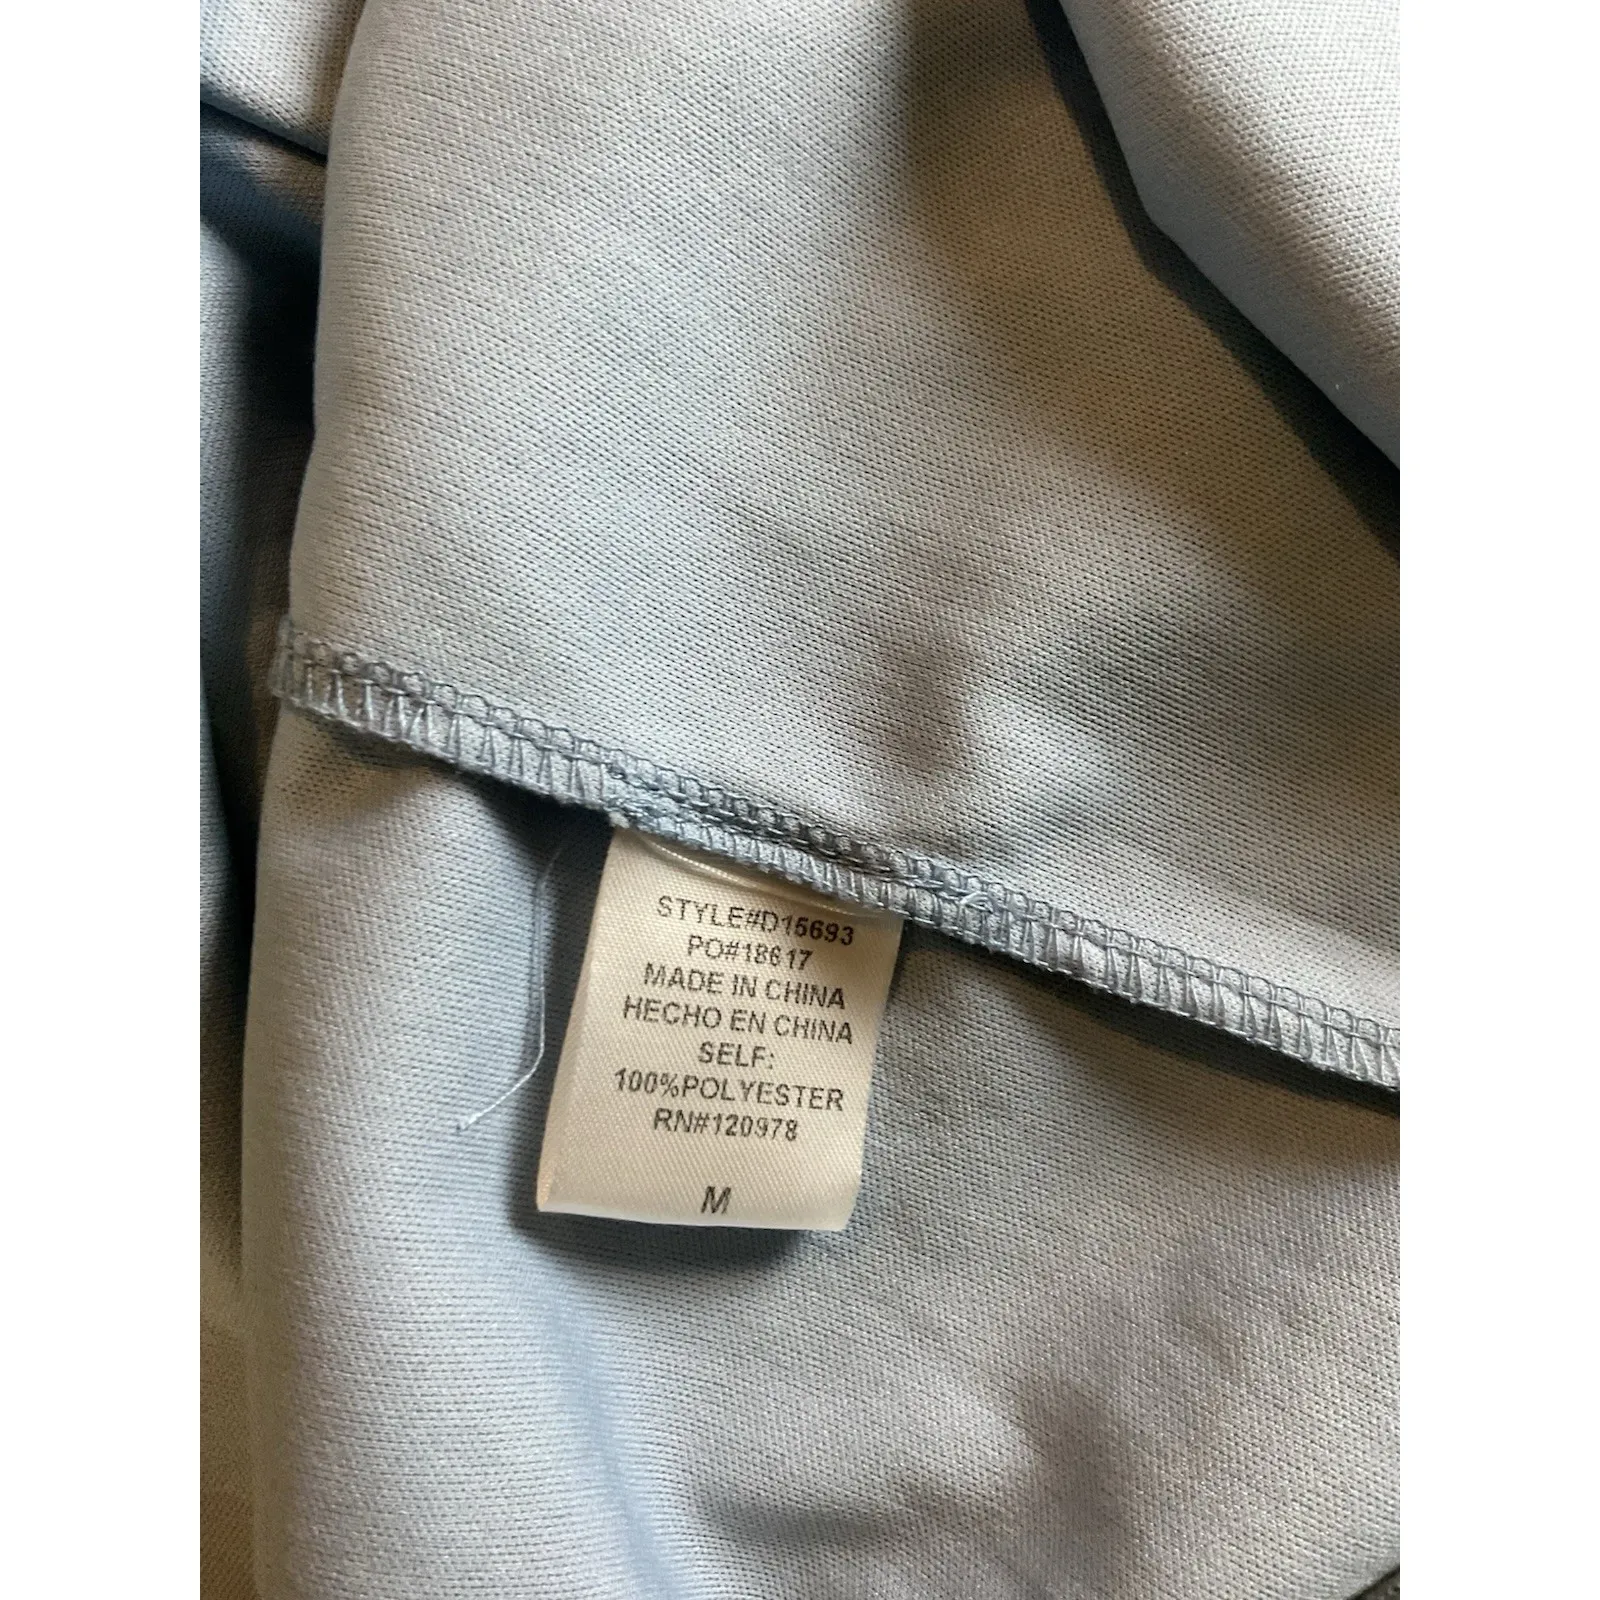 STYLE#D15693
PO#18617
MADE IN CHINA
HECHO EN CHINA
SELF:
100%POLYESTER
RN#120978
M